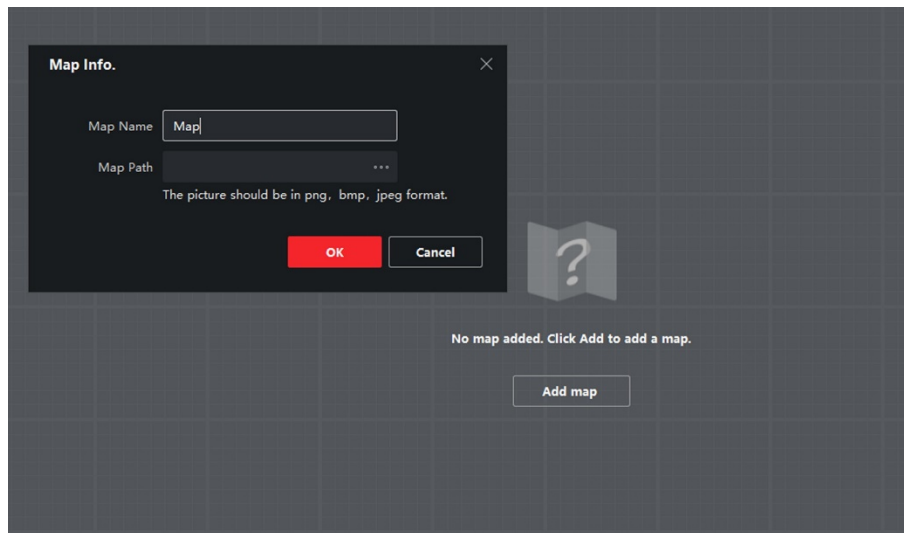 Map Info.
Map Name Map
Map Path ...
The picture should be in png, bmp, jpeg format.
OK Cancel
?
No map added. Click Add to add a map.
Add map